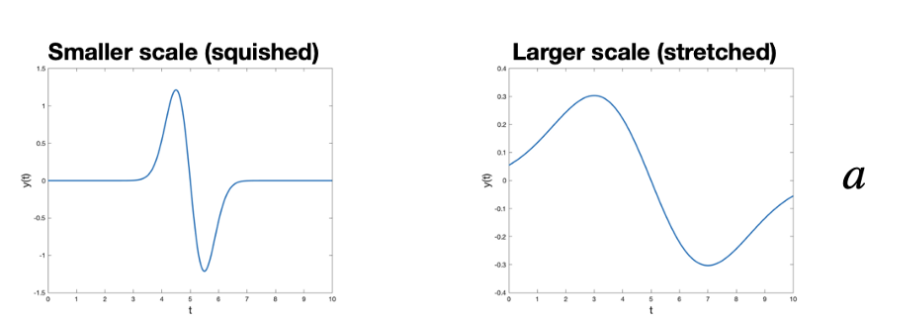 Smaller scale (squished)
1.5
1
0.5
0
-0.5
-1
-1.5
y(t)
0 1 2 3 4 5 6 7 8 9 10
t
Larger scale (stretched)
0.4
0.3
0.2
0.1
0
-0.1
-0.2
-0.3
-0.4
y(t)
0 1 2 3 4 5 6 7 8 9 10
t
a